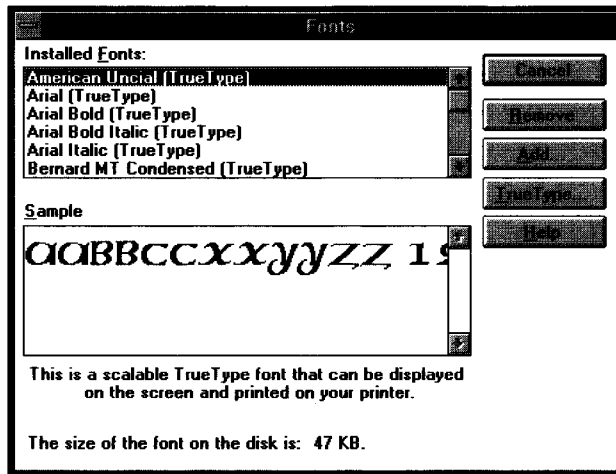 Fonts
Installed Fonts:
American Uncial (TrueType)
Arial (TrueType)
Arial Bold (TrueType)
Arial Bold Italic (TrueType)
Arial Italic (TrueType)
Bernard MT Condensed (TrueType)
Cancel
Remove
Add...
TrueType...
Help
Sample
aaBBCCXXyyZZ 1
This is a scalable TrueType font that can be displayed
on the screen and printed on your printer.
The size of the font on the disk is: 47 KB.